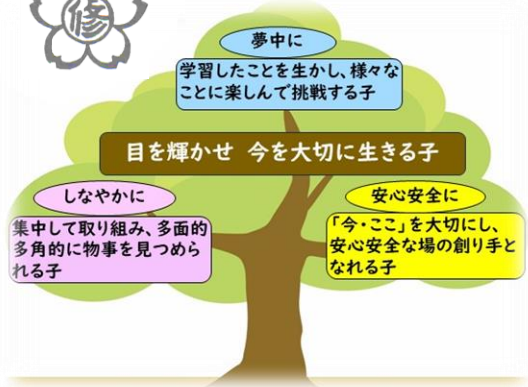 修
夢中に
学習したことを生かし、様々な
ことに楽しんで挑戦する子
目を輝かせ 今を大切に生きる子
しなやかに
集中して取り組み、多面的
多角的に物事を見つめら
れる子
安心安全に
「今・ここ」を大切にし、
安心安全な場の創り手と
なれる子